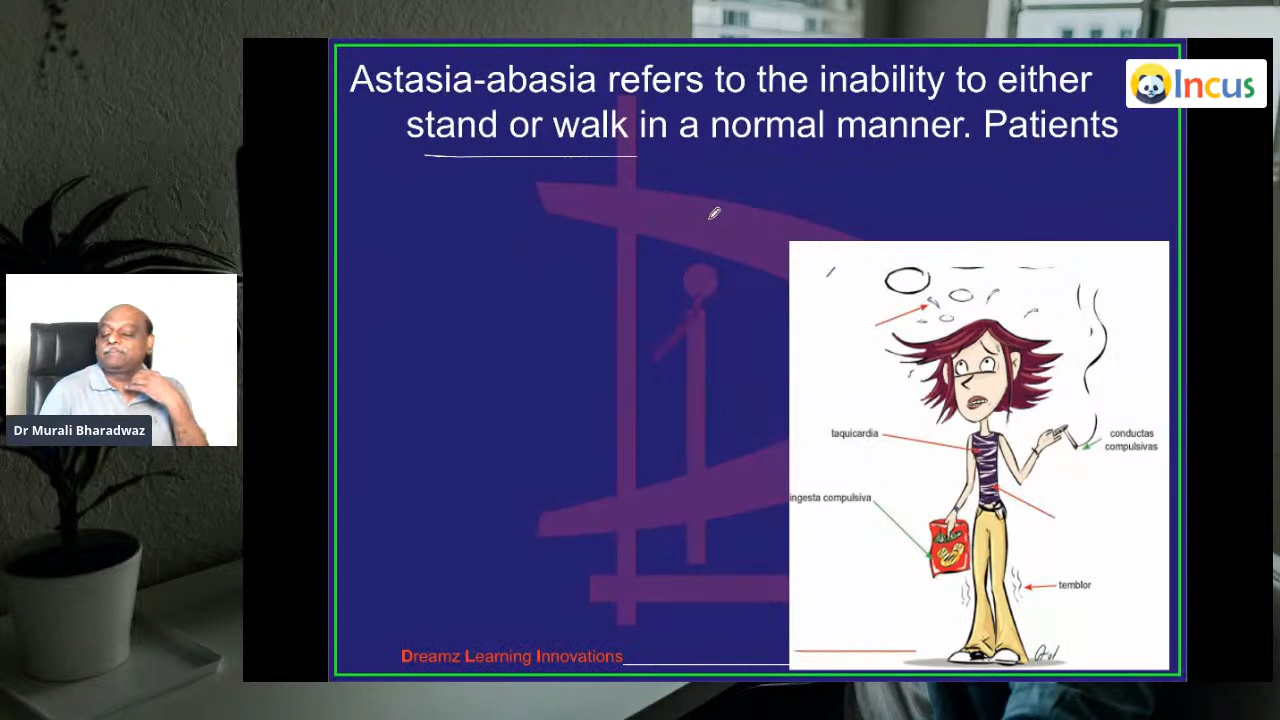 Astasia-abasia refers to the inability to either
stand or walk in a normal manner. Patients
Incus
Dr Murali Bharadwaz
taquicardia
conductas
compulsivas
ingesta compulsiva
temblor
Dreamz Learning Innovations